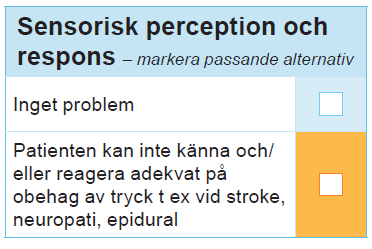 Sensorisk perception och
respons – markera passande alternativ
Inget problem
Patienten kan inte känna och/
eller reagera adekvat på
obehag av tryck t ex vid stroke,
neuropati, epidural